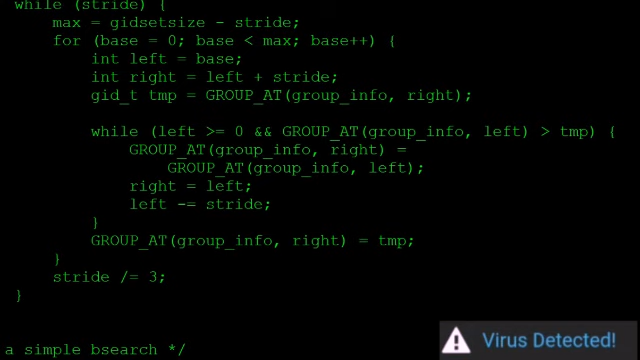 while (stride) {
max = gidsetsize - stride;
for (base = 0; base < max; base++) {
int left = base;
int right = left + stride;
gid_t tmp = GROUP_AT(group_info, right);
while (left >= 0 && GROUP_AT(group_info, left) > tmp) {
GROUP_AT(group_info, right) =
GROUP_AT(group_info, left);
right = left;
left -= stride;
}
GROUP_AT(group_info, right) = tmp;
}
stride /= 3;
}
a simple bsearch */
Virus Detected!